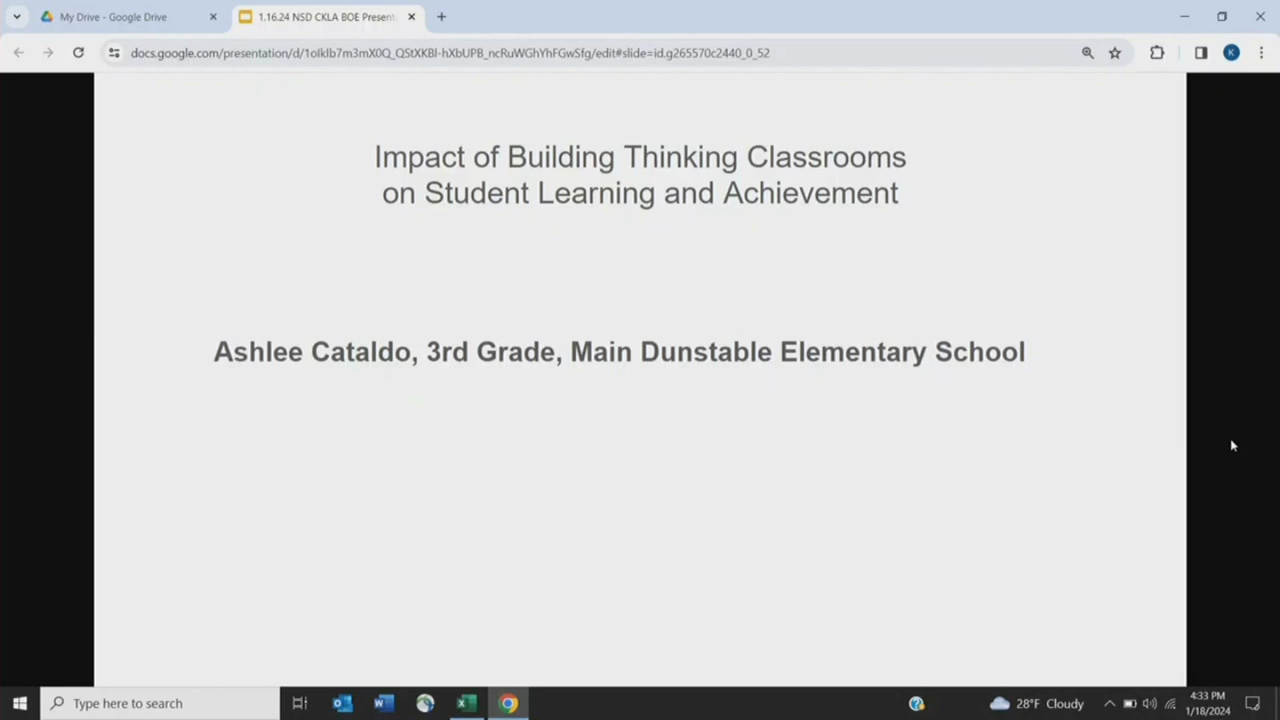 My Drive - Google Drive
1.16.24 NSD CKLA BOE Present
docs.google.com/presentation/d/1oIkIb7m3mX0Q_QStXKBI-hXbUPB_ncRuWGhYhFGwSfg/edit#slide=id.g265570c2440_0_52
K
Impact of Building Thinking Classrooms
on Student Learning and Achievement
Ashlee Cataldo, 3rd Grade, Main Dunstable Elementary School
Type here to search
28°F Cloudy
4:33 PM
1/18/2024